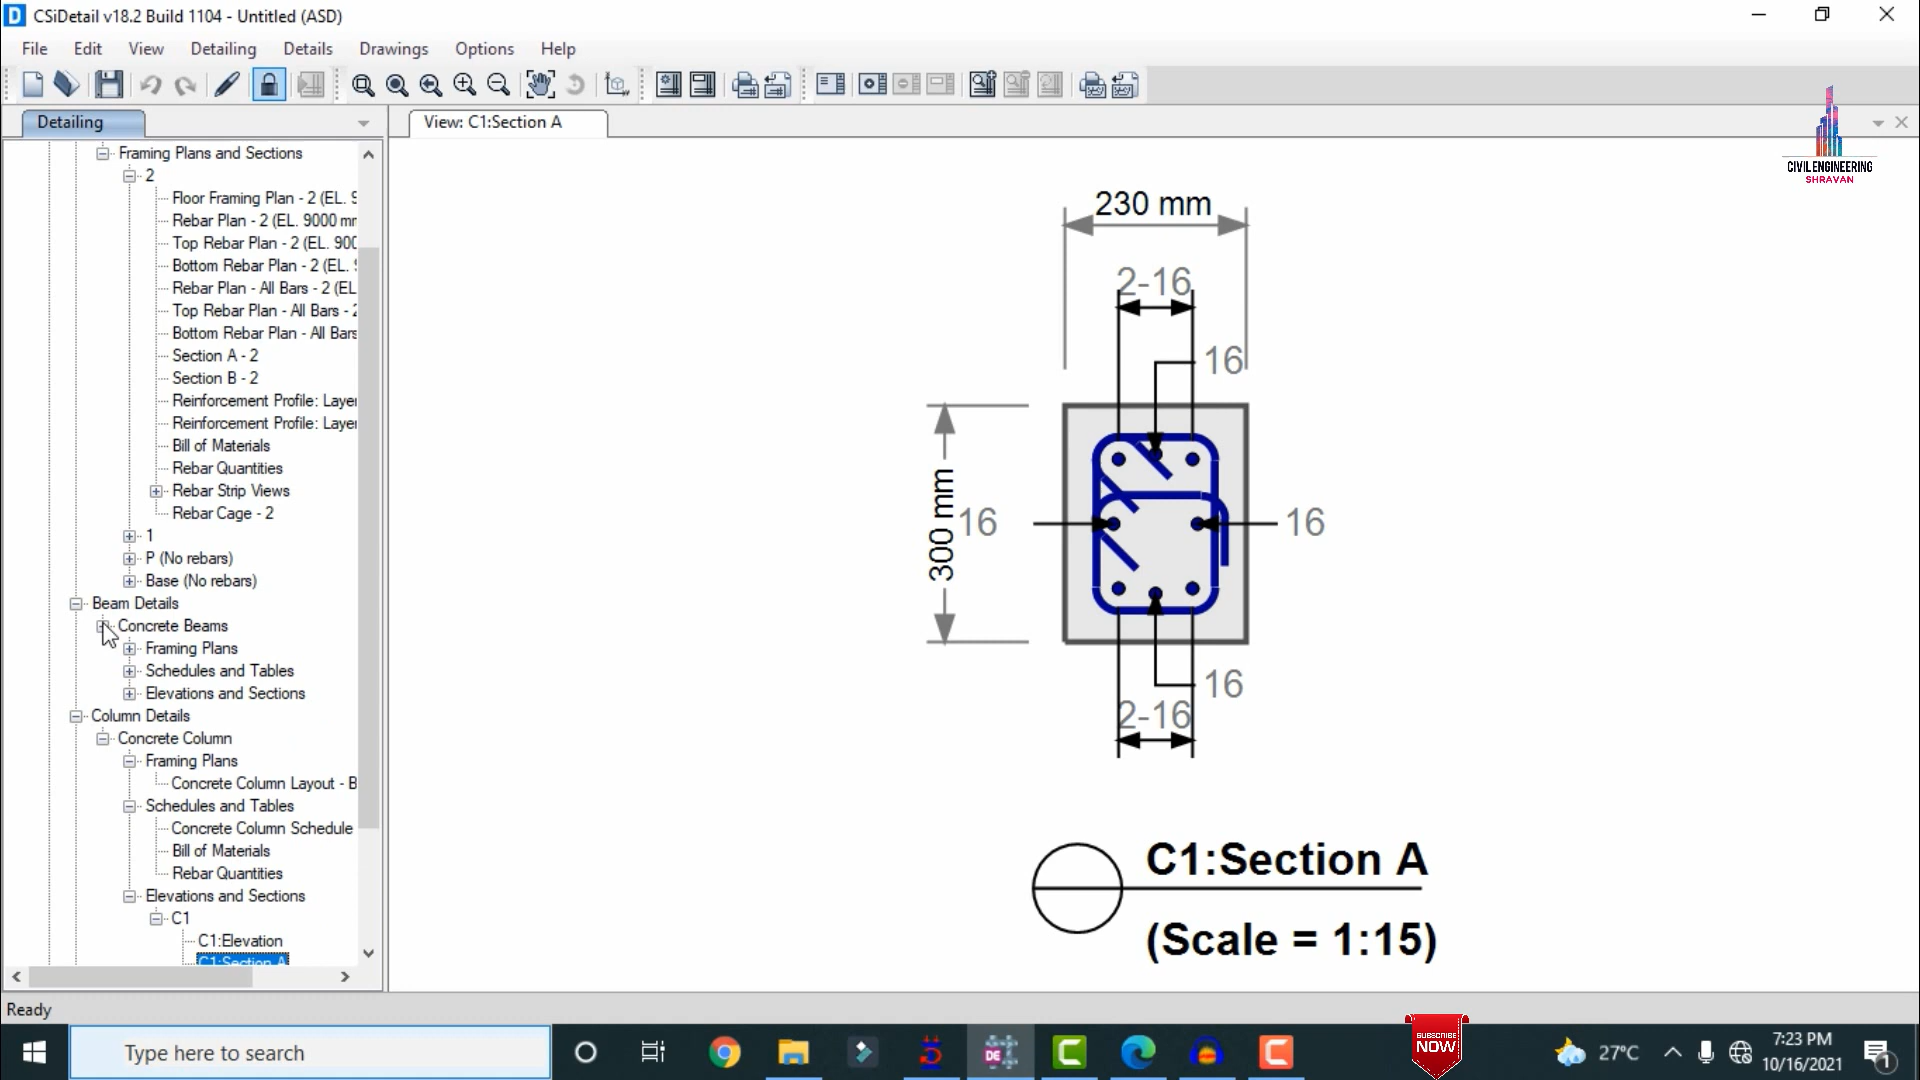 CSiDetail v18.2 Build 1104 - Untitled (ASD)
File Edit View Detailing Details Drawings Options Help
Detailing
View: C1:Section A
CIVIL ENGINEERING
SHRAVAN
Framing Plans and Sections
2
Floor Framing Plan - 2 (EL. 9
Rebar Plan - 2 (EL. 9000 mm
Top Rebar Plan - 2 (EL. 900
Bottom Rebar Plan - 2 (EL. 9
Rebar Plan - All Bars - 2 (EL
Top Rebar Plan - All Bars - 2
Bottom Rebar Plan - All Bars
Section A - 2
Section B - 2
Reinforcement Profile: Layer
Reinforcement Profile: Layer
Bill of Materials
Rebar Quantities
Rebar Strip Views
Rebar Cage - 2
1
P (No rebars)
Base (No rebars)
Beam Details
Concrete Beams
Framing Plans
Schedules and Tables
Elevations and Sections
Column Details
Concrete Column
Framing Plans
Concrete Column Layout - B
Schedules and Tables
Concrete Column Schedule
Bill of Materials
Rebar Quantities
Elevations and Sections
C1
C1:Elevation
C1:Section A
230 mm
2-16
16
300 mm
16
16
16
2-16
C1:Section A
(Scale = 1:15)
Ready
Type here to search
DE
SUBSCRIBE
NOW
27°C
7:23 PM
10/16/2021
1